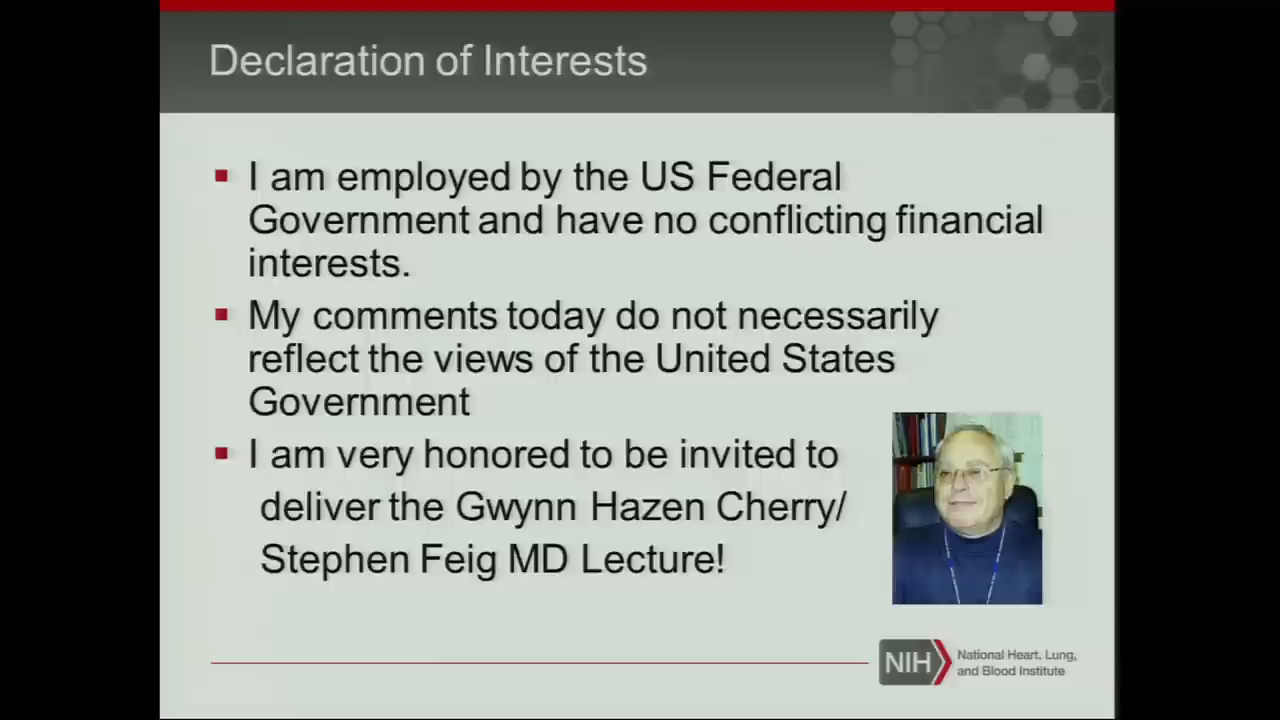 Declaration of Interests
I am employed by the US Federal
Government and have no conflicting financial
interests.
My comments today do not necessarily
reflect the views of the United States
Government
I am very honored to be invited to
deliver the Gwynn Hazen Cherry/
Stephen Feig MD Lecture!
NIH
National Heart, Lung,
and Blood Institute